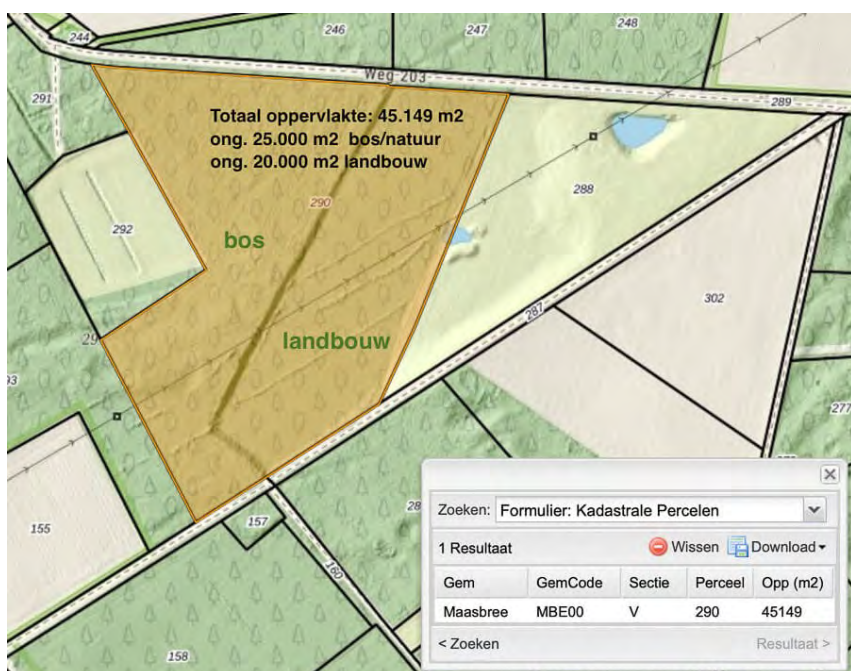 244
246
247
248
291
Weg 203
289
Totaal oppervlakte: 45.149 m2
ong. 25.000 m2 bos/natuur
ong. 20.000 m2 landbouw
288
290
292
bos
302
287
landbouw
29
93
277
155
157
28
160
158
Zoeken: Formulier: Kadastrale Percelen
1 Resultaat Wissen Download
Gem GemCode Sectie Perceel Opp (m2)
Maasbree MBE00 V 290 45149
< Zoeken Resultaat >